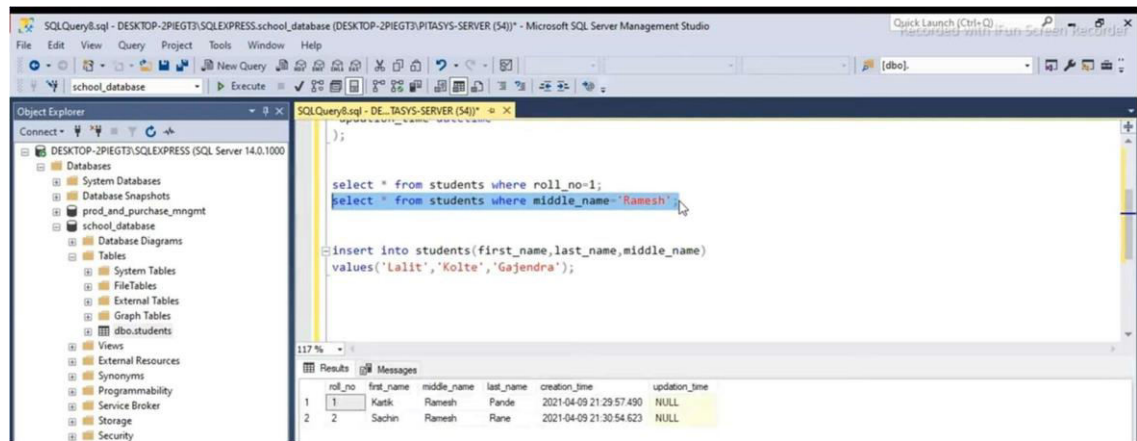 SQLQuery8.sql - DESKTOP-2PIEGT3\SQLEXPRESS.school_database (DESKTOP-2PIEGT3\PITASYS-SERVER (54))* - Microsoft SQL Server Management Studio
Quick Launch (Ctrl+Q)
Recorded with iFun Screen Recorder
File Edit View Query Project Tools Window Help
New Query
[dbo].
school_database
Execute
Object Explorer
SQLQuery8.sql - DE...TASYS-SERVER (54))*
Connect
DESKTOP-2PIEGT3\SQLEXPRESS (SQL Server 14.0.1000
Databases
System Databases
Database Snapshots
prod_and_purchase_mngmt
school_database
Database Diagrams
Tables
System Tables
FileTables
External Tables
Graph Tables
dbo.students
Views
External Resources
Synonyms
Programmability
Service Broker
Storage
Security
updation_time datetime
);
select * from students where roll_no=1;
select * from students where middle_name='Ramesh';
insert into students(first_name,last_name,middle_name)
values('Lalit','Kolte','Gajendra');
117 %
Results Messages
roll_no first_name middle_name last_name creation_time updation_time
1 1 Kartik Ramesh Pande 2021-04-09 21:29:57.490 NULL
2 2 Sachin Ramesh Rane 2021-04-09 21:30:54.623 NULL